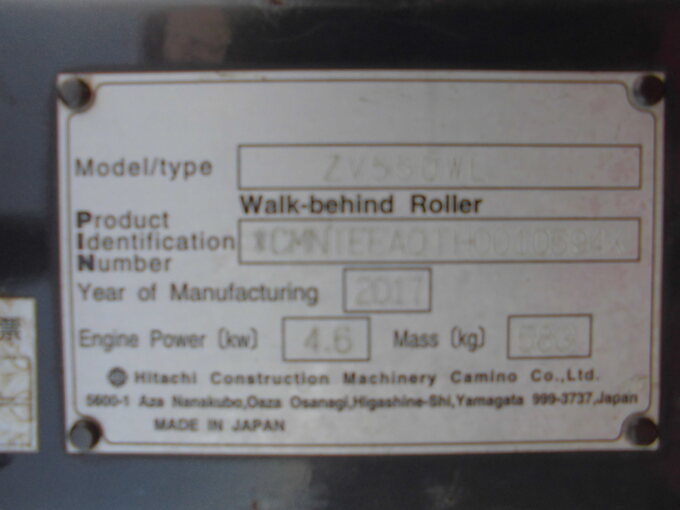 Model/type
Walk-behind Roller
Product
Identification
Number
Year of Manufacturing 2017
Engine Power (kw) 4.6 Mass (kg) 583
Hitachi Construction Machinery Camino Co.,Ltd.
5600-1 Aza Nanakubo,Oaza Osanagi,Higashine-Shi,Yamagata 999-3737,Japan
MADE IN JAPAN
票